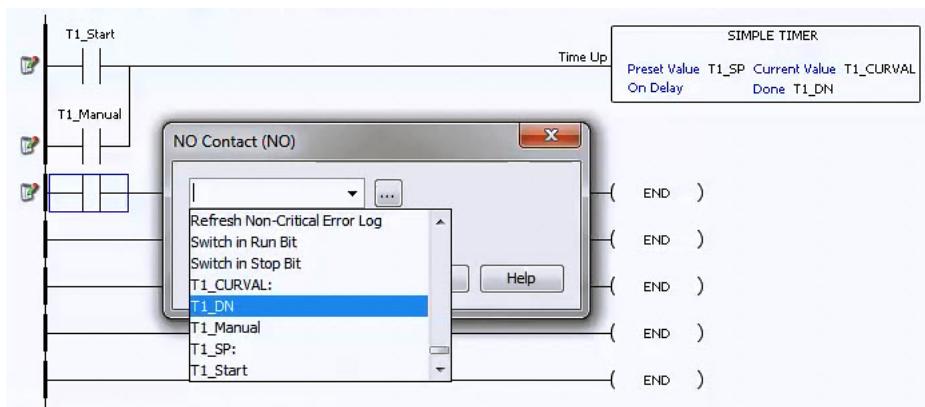 T1_Start
Time Up
SIMPLE TIMER
Preset Value T1_SP Current Value T1_CURVAL
On Delay Done T1_DN
T1_Manual
NO Contact (NO)
...
Refresh Non-Critical Error Log
Switch in Run Bit
Switch in Stop Bit
T1_CURVAL:
T1_DN
T1_Manual
T1_SP:
T1_Start
Help
END
END
END
END
END